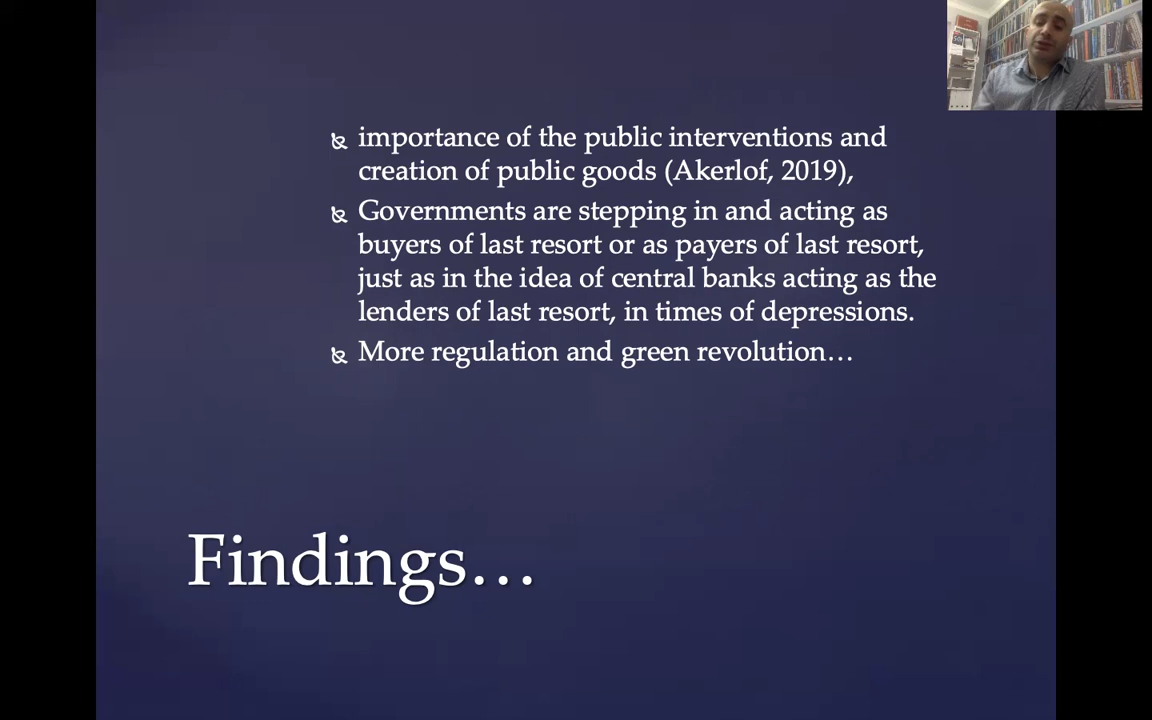 importance of the public interventions and
creation of public goods (Akerlof, 2019),
Governments are stepping in and acting as
buyers of last resort or as payers of last resort,
just as in the idea of central banks acting as the
lenders of last resort, in times of depressions.
More regulation and green revolution…
Findings…